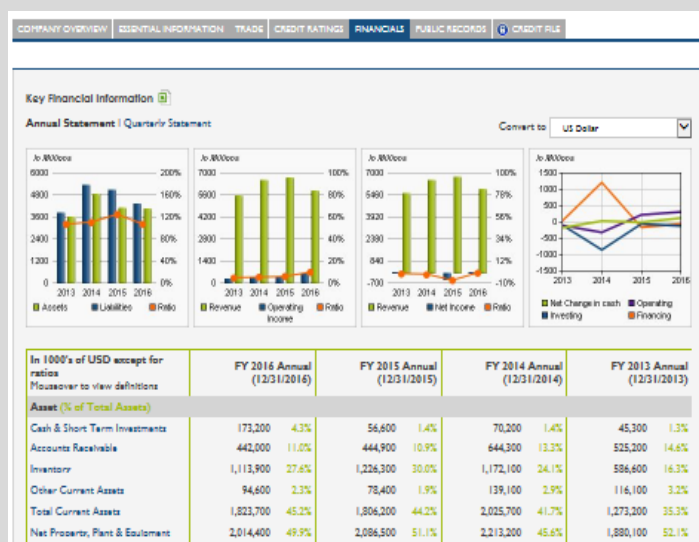 COMPANY OVERVIEW ESSENTIAL INFORMATION TRADE CREDIT RATINGS FINANCIALS PUBLIC RECORDS CREDIT FILE
Key Financial Information
Annual Statement | Quarterly Statement
Convert to US Dollar
In Millions
6000 200%
4800 160%
3600 120%
2400 80%
1200 40%
0 0%
2013 2014 2015 2016
Assets Liabilities Ratio
In Millions
7000 100%
5600 80%
4200 60%
2800 40%
1400 20%
0 0%
2013 2014 2015 2016
Revenue Operating Income Ratio
In Millions
7000 100%
5460 78%
3920 56%
2380 34%
840 12%
-700 -10%
2013 2014 2015 2016
Revenue Net Income Ratio
In Millions
1500
1000
500
0
-500
-1000
-1500
2013 2014 2015 2016
Net Change in cash Operating
Investing Financing
In 1000's of USD except for ratios
Mouseover to view definitions
FY 2016 Annual (12/31/2016) FY 2015 Annual (12/31/2015) FY 2014 Annual (12/31/2014) FY 2013 Annual (12/31/2013)
Asset (% of Total Assets)
Cash & Short Term Investments 173,200 4.3% 56,600 1.4% 70,200 1.4% 45,300 1.3%
Accounts Receivable 442,000 11.0% 444,900 10.9% 644,300 13.3% 525,200 14.6%
Inventory 1,113,900 27.6% 1,226,300 30.0% 1,172,100 24.1% 586,600 16.3%
Other Current Assets 94,600 2.3% 78,400 1.9% 139,100 2.9% 116,100 3.2%
Total Current Assets 1,823,700 45.2% 1,806,200 44.2% 2,025,700 41.7% 1,273,200 35.3%
Net Property, Plant & Equipment 2,014,400 49.9% 2,086,500 51.1% 2,213,200 45.6% 1,880,100 52.1%